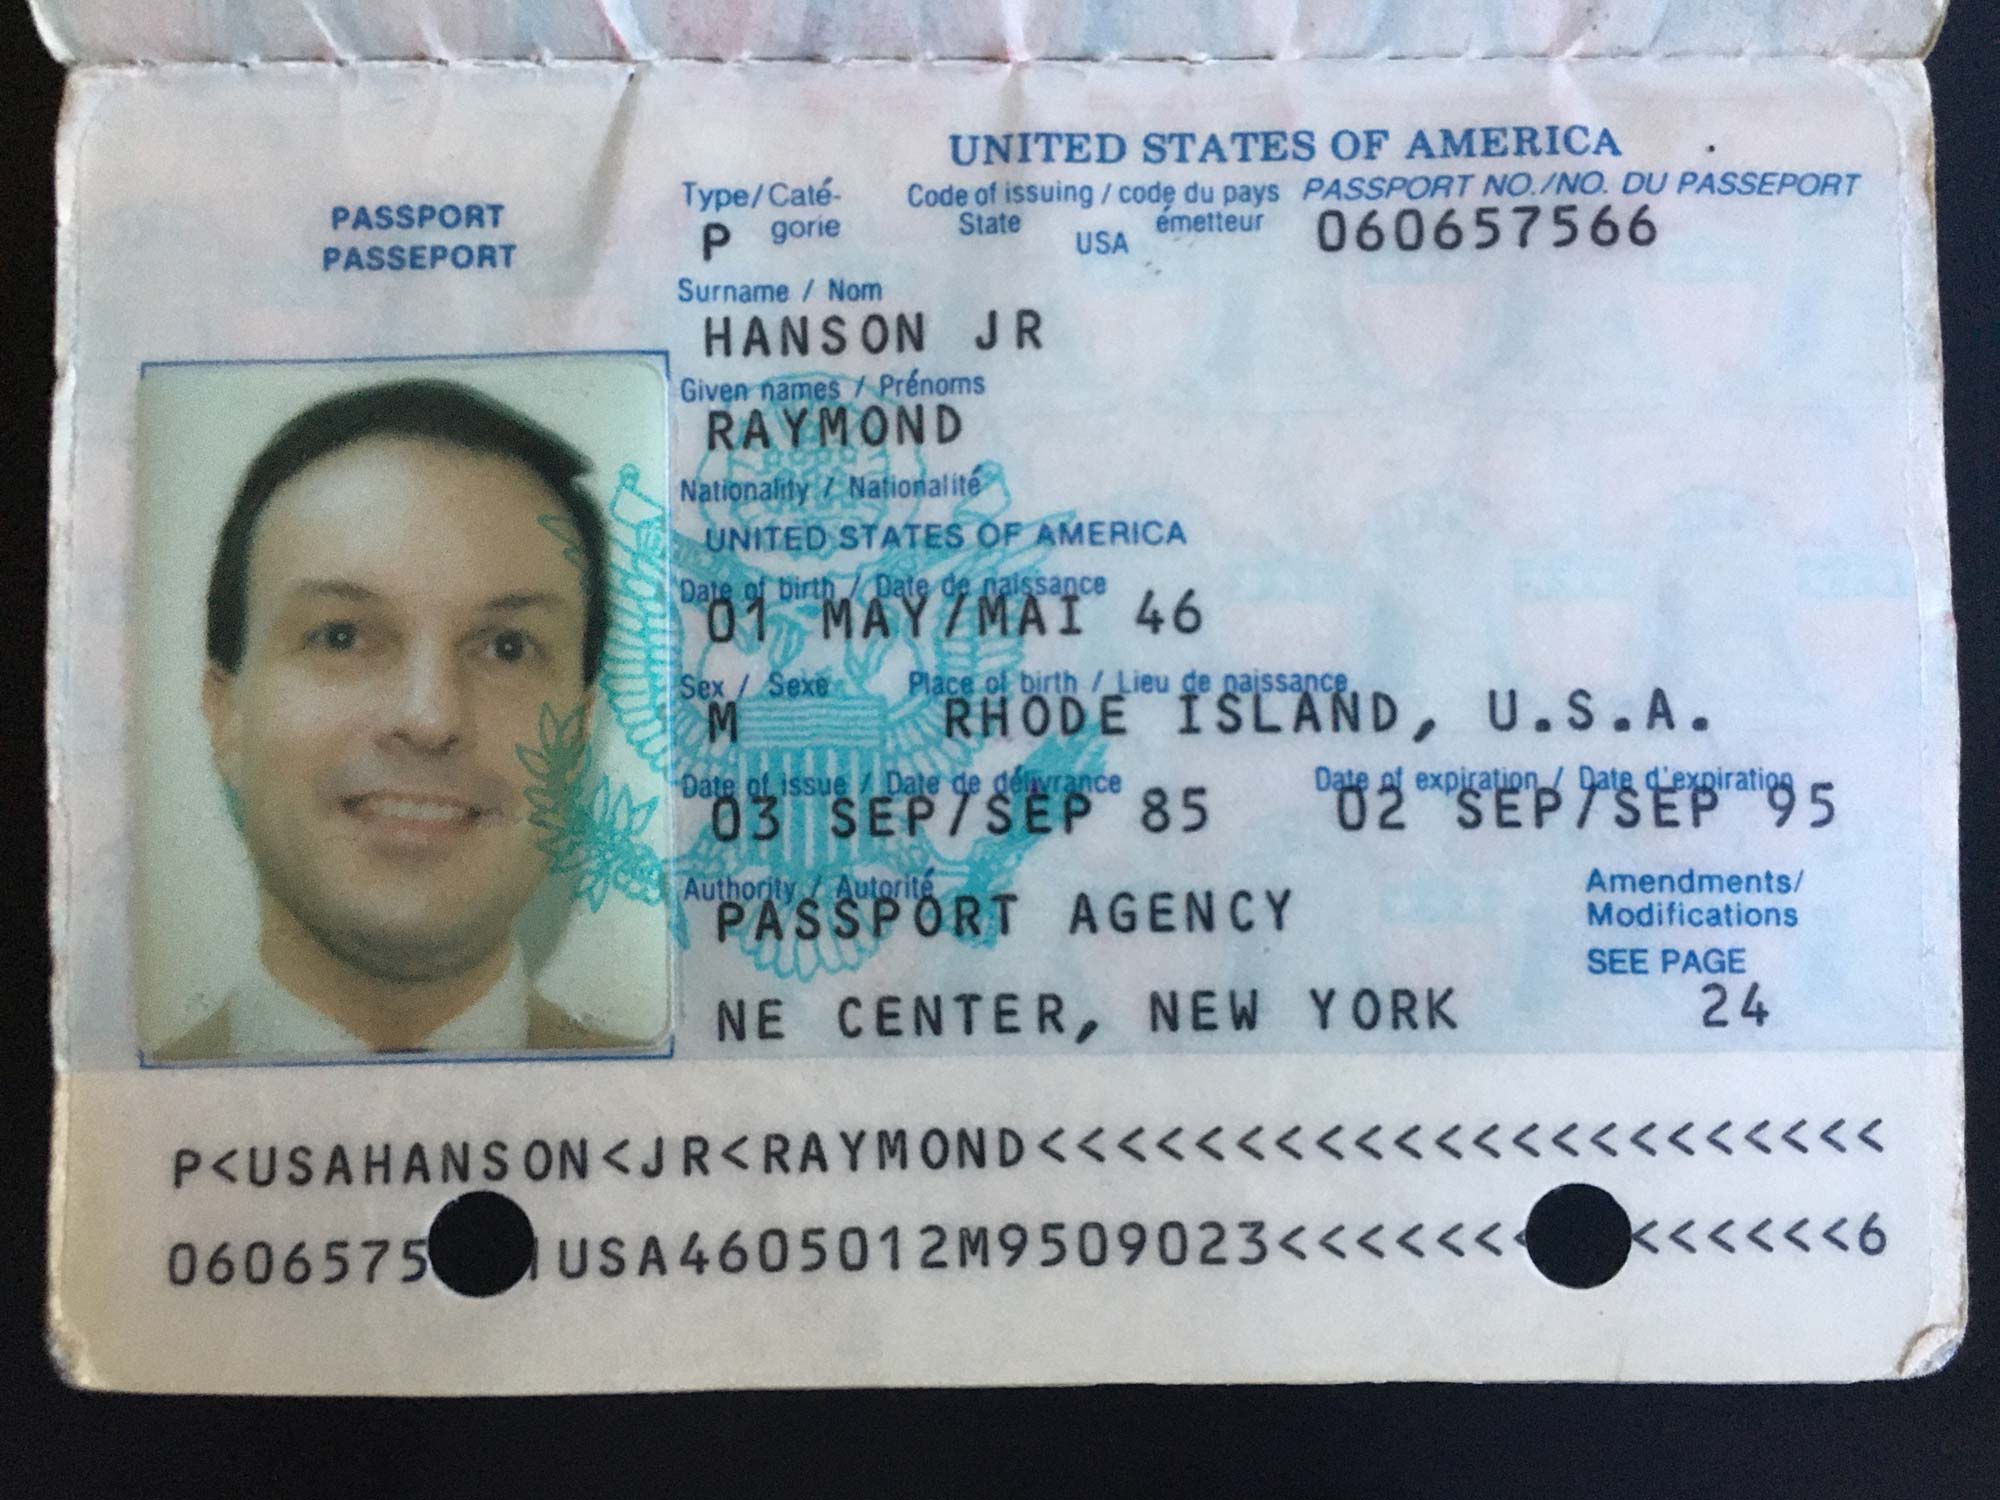 UNITED STATES OF AMERICA
PASSPORT
PASSEPORT
Type/Caté-
gorie
P
Code of issuing / code du pays
State émetteur
USA
PASSPORT NO./NO. DU PASSEPORT
060657566
Surname / Nom
HANSON JR
Given names / Prénoms
RAYMOND
Nationality / Nationalité
UNITED STATES OF AMERICA
Date of birth / Date de naissance
01 MAY/MAI 46
Sex / Sexe Place of birth / Lieu de naissance
M RHODE ISLAND, U.S.A.
Date of issue / Date de délivrance Date of expiration / Date d'expiration
03 SEP/SEP 85 02 SEP/SEP 95
Authority / Autorité
PASSPORT AGENCY
NE CENTER, NEW YORK
Amendments/
Modifications
SEE PAGE
24
P<USAHANSON<JR<RAYMOND<<<<<<<<<<<<<<<<<<<<<<
0606575 USA4605012M9509023<<<<<<< <<<<<<6